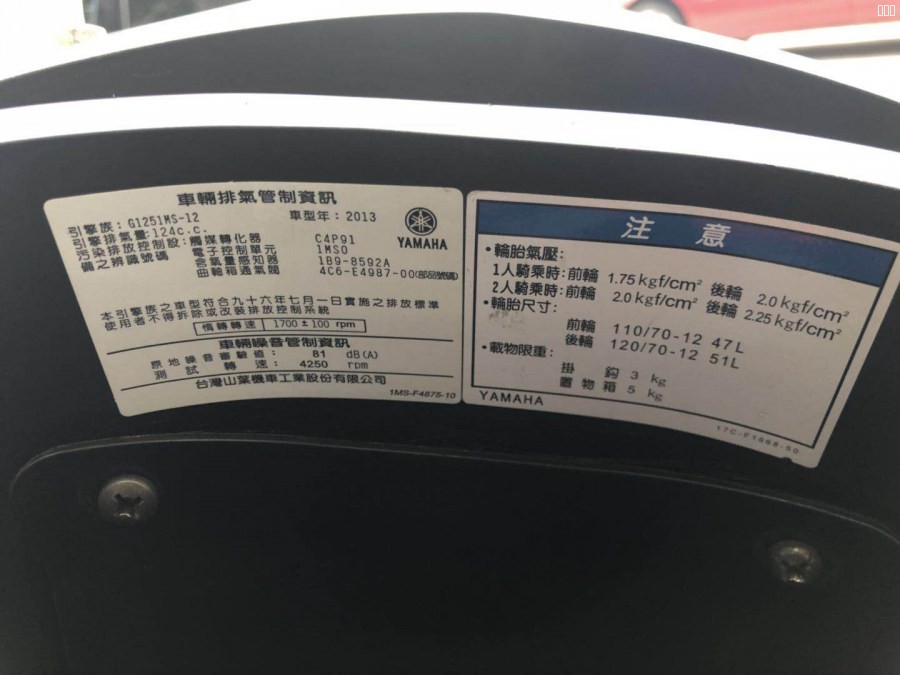 車輛排氣管制資訊
引擎族：G1251MS-12 車型年：2013
引擎排氣量：124c.c.
污染排放控制設備之辨識號碼：觸媒轉化器 C4P91
電子控制單元 1MS0
含氧量感知器 1B9-8592A
曲軸箱通氣閥 4C6-E4987-00(部品號碼)
YAMAHA
本引擎族之車型符合九十六年七月一日實施之排放標準
使用者不得拆除或改裝排放控制系統
惰轉轉速 1700±100 rpm
車輛噪音管制資訊
原地噪音審驗值： 81 dB(A)
測試轉速： 4250 rpm
台灣山葉機車工業股份有限公司
1MS-F4875-10
注意
・輪胎氣壓：
1人騎乘時：前輪 1.75kgf/cm² 後輪 2.0kgf/cm²
2人騎乘時：前輪 2.0kgf/cm² 後輪 2.25kgf/cm²
・輪胎尺寸：
前輪 110/70-12 47L
後輪 120/70-12 51L
・載物限重：
掛鈎 3 kg
置物箱 5 kg
YAMAHA